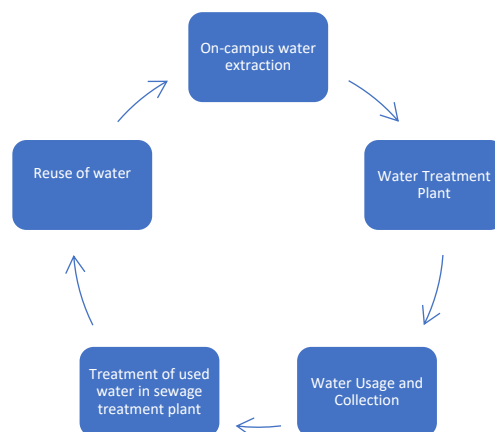 On-campus water
extraction
Water Treatment
Plant
Water Usage and
Collection
Treatment of used
water in sewage
treatment plant
Reuse of water